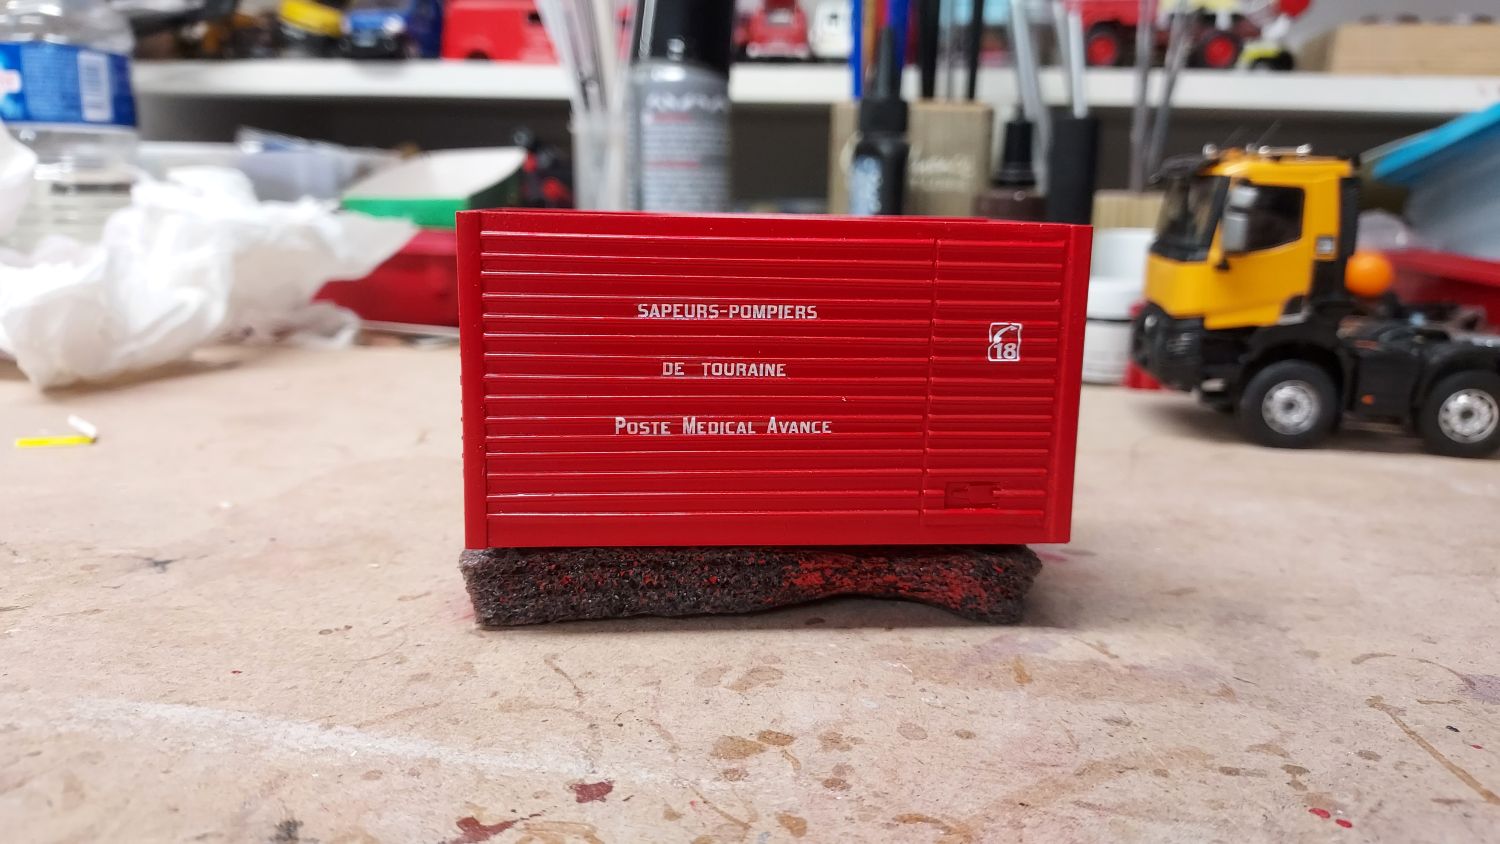 SAPEURS-POMPIERS
DE TOURAINE
Poste Medical Avance
18